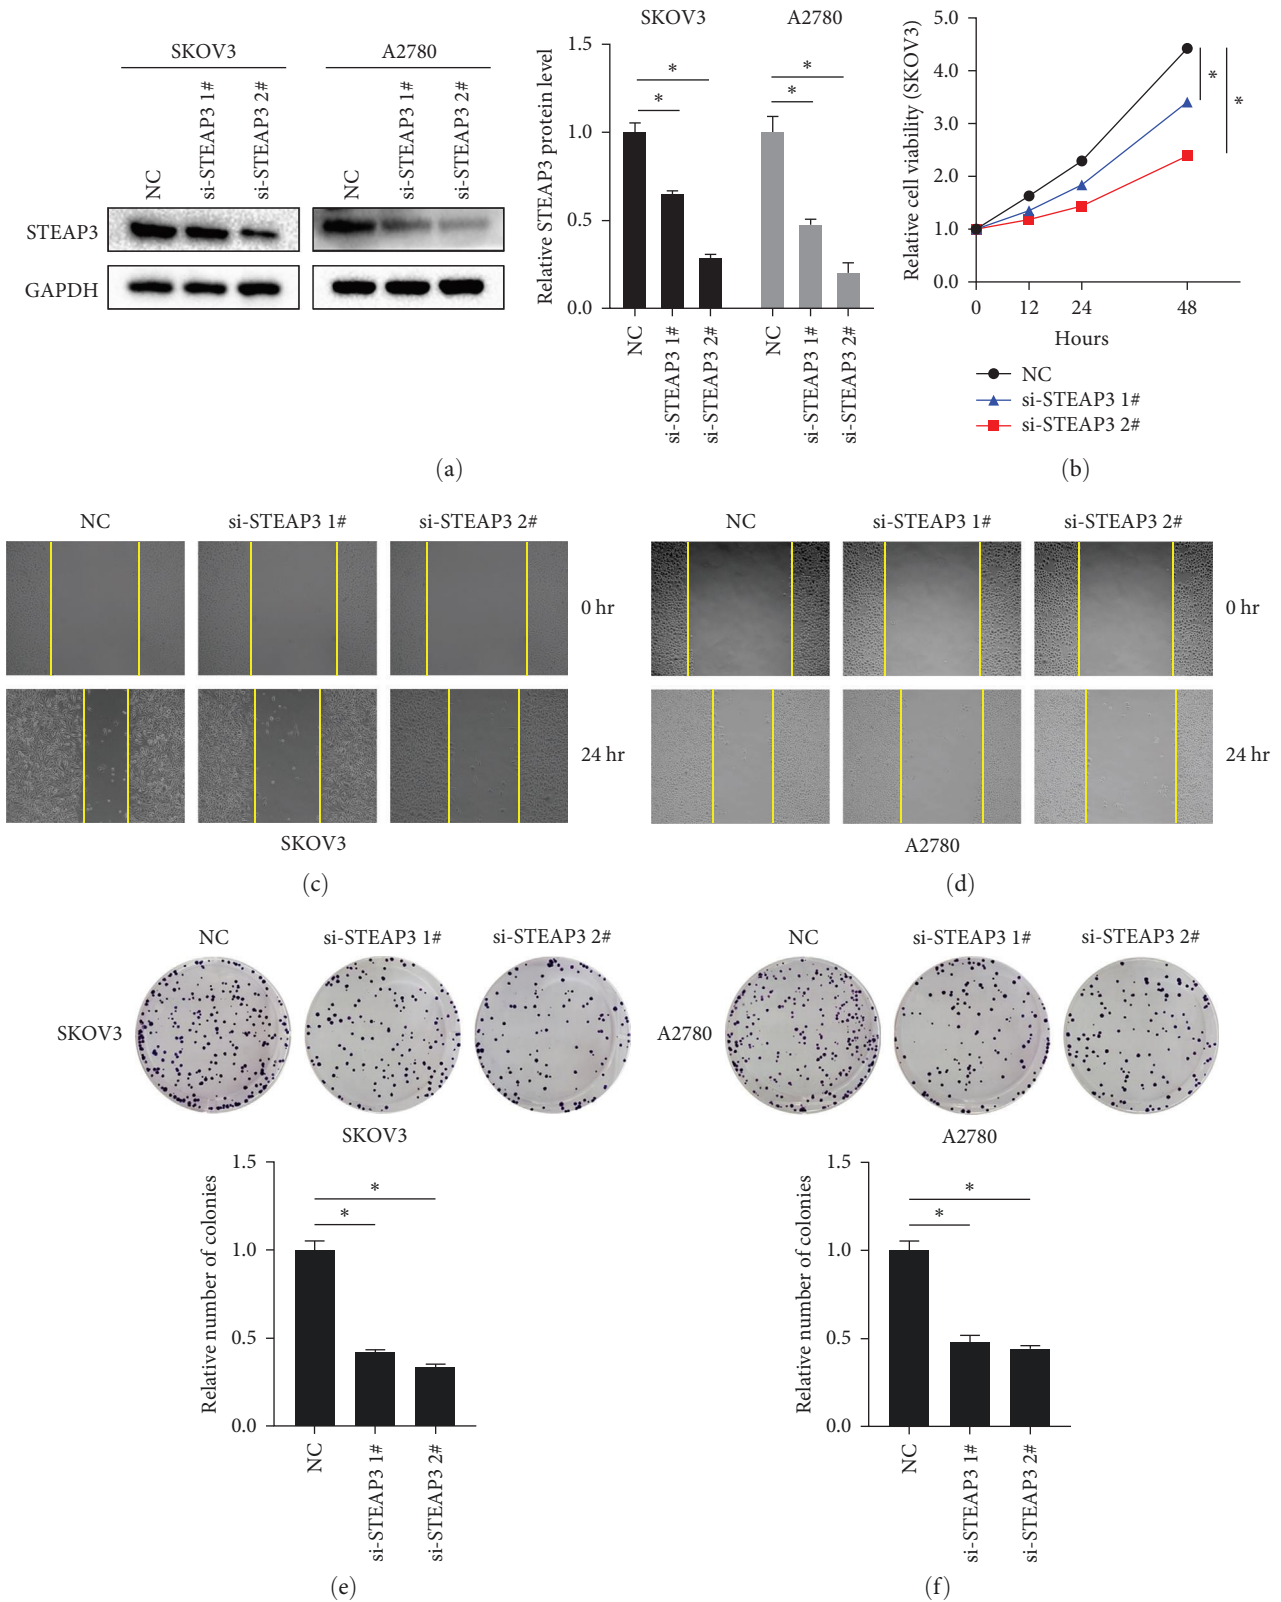 SKOV3
A2780
NC
si-STEAP3 1#
si-STEAP3 2#
NC
si-STEAP3 1#
si-STEAP3 2#
STEAP3
GAPDH
SKOV3
A2780
Relative STEAP3 protein level
1.5
1.0
0.5
0.0
*
*
*
*
NC
si-STEAP3 1#
si-STEAP3 2#
NC
si-STEAP3 1#
si-STEAP3 2#
(a)
Relative cell viability (SKOV3)
5.0
4.0
3.0
2.0
1.0
0.0
0
12
24
48
Hours
*
*
NC
si-STEAP3 1#
si-STEAP3 2#
(b)
NC
si-STEAP3 1#
si-STEAP3 2#
0 hr
24 hr
SKOV3
(c)
NC
si-STEAP3 1#
si-STEAP3 2#
0 hr
24 hr
A2780
(d)
NC
si-STEAP3 1#
si-STEAP3 2#
SKOV3
SKOV3
Relative number of colonies
1.5
1.0
0.5
0.0
*
*
NC
si-STEAP3 1#
si-STEAP3 2#
(e)
NC
si-STEAP3 1#
si-STEAP3 2#
A2780
A2780
Relative number of colonies
1.5
1.0
0.5
0.0
*
*
NC
si-STEAP3 1#
si-STEAP3 2#
(f)